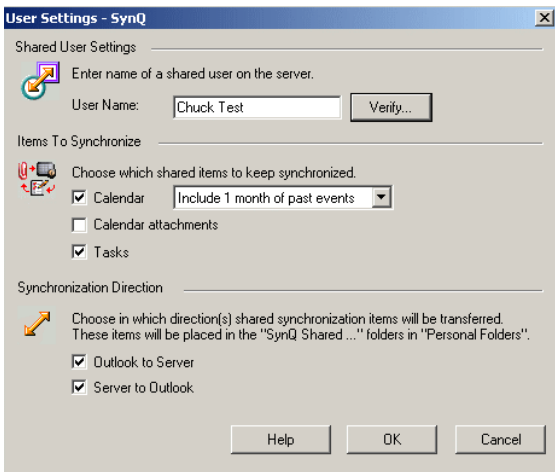 User Settings - SynQ
Shared User Settings
Enter name of a shared user on the server.
User Name: Chuck Test Verify...
Items To Synchronize
Choose which shared items to keep synchronized.
Calendar Include 1 month of past events
Calendar attachments
Tasks
Synchronization Direction
Choose in which direction(s) shared synchronization items will be transferred.
These items will be placed in the "SynQ Shared ..." folders in "Personal Folders".
Outlook to Server
Server to Outlook
Help OK Cancel